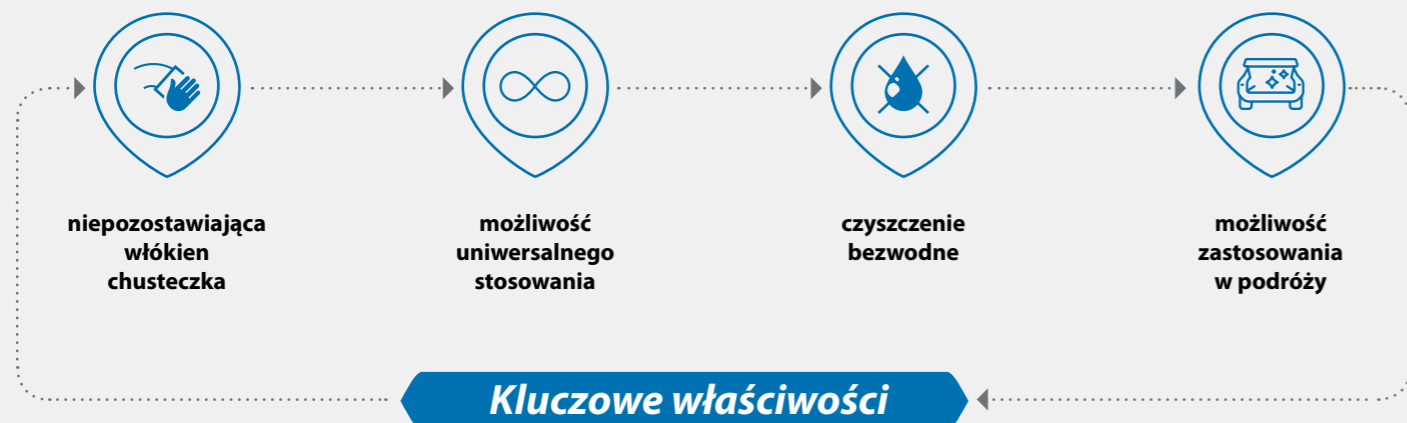 niepozostawiająca
włókien
chusteczka
możliwość
uniwersalnego
stosowania
czyszczenie
bezwodne
możliwość
zastosowania
w podróży
Kluczowe właściwości